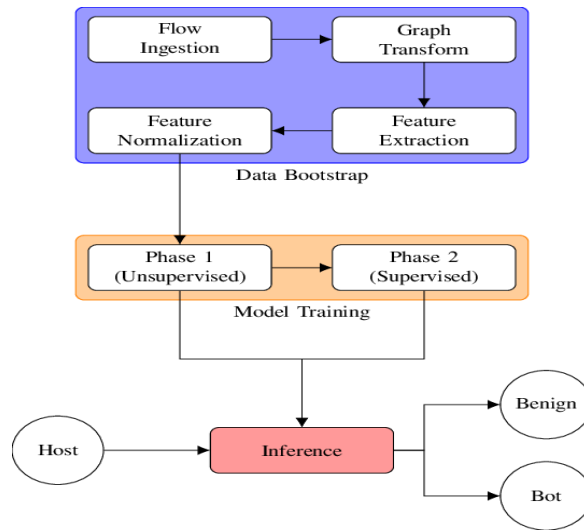 Flow
Ingestion
Graph
Transform
Feature
Normalization
Feature
Extraction
Data Bootstrap
Phase 1
(Unsupervised)
Phase 2
(Supervised)
Model Training
Host
Inference
Benign
Bot